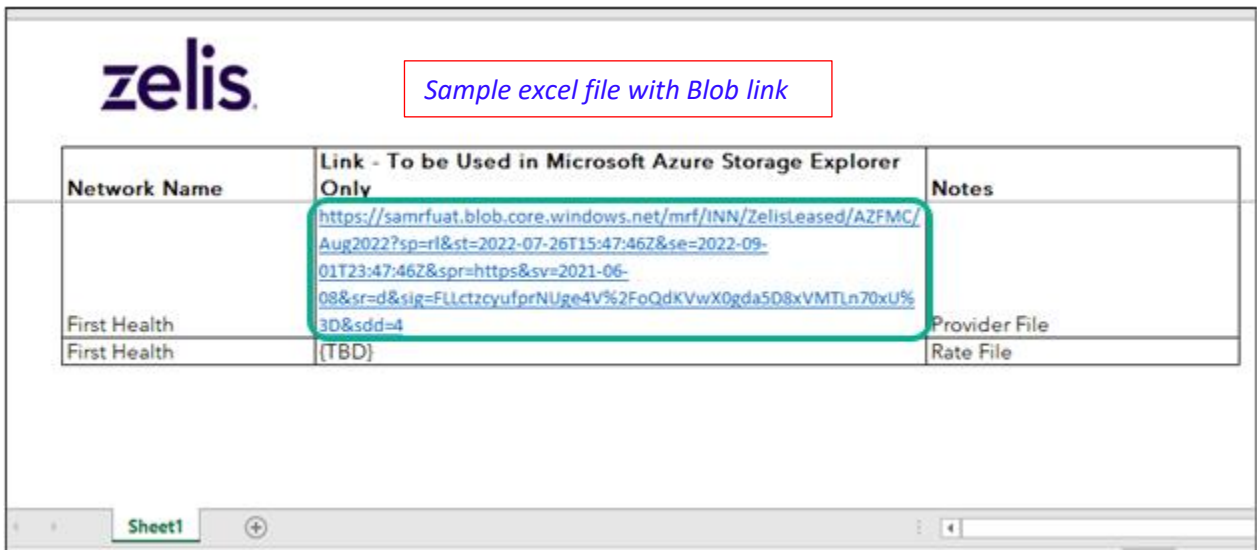 zelis
Sample excel file with Blob link
Network Name
Link - To be Used in Microsoft Azure Storage Explorer
Only
Notes
https://samrfuat.blob.core.windows.net/mrf/INN/ZelisLeased/AZFMC/
Aug2022?sp=rl&st=2022-07-26T15:47:46Z&se=2022-09-
01T23:47:46Z&spr=https&sv=2021-06-
08&sr=d&sig=FLLctzcyufprNUge4V%2FoQdKVwX0gda5D8xVMTLn70xU%
3D&sdd=4
First Health
Provider File
First Health
{TBD}
Rate File
Sheet1